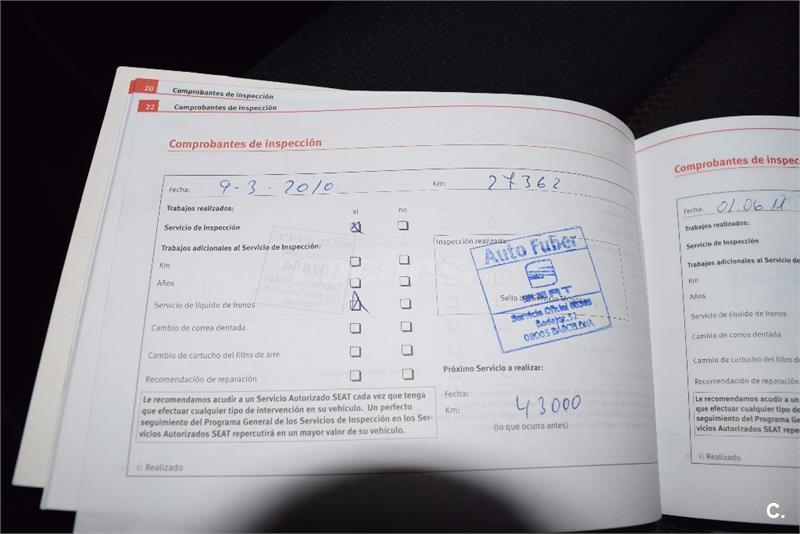 20 Comprobantes de inspección
22 Comprobantes de inspección
Comprobantes de inspección
Fecha: 9-3-2010 km: 27362
Trabajos realizados: si no
Servicio de Inspección
Trabajos adicionales al Servicio de Inspección:
Km
Años
Servicio de líquido de frenos
Cambio de correa dentada
Cambio de cartucho del filtro de aire
Recomendación de reparación
Le recomendamos acudir a un Servicio Autorizado SEAT cada vez que tenga
que efectuar cualquier tipo de intervención en su vehículo. Un perfecto
seguimiento del Programa General de los Servicios de Inspección en los Ser-
vicios Autorizados SEAT repercutirá en un mayor valor de su vehículo.
√: Realizado
Inspección realizada:
Auto Fuber
SEAT
Servicio Oficial
Badajoz, 32
08005 BARCELONA
Próximo Servicio a realizar:
Fecha:
Km: 43000
(lo que ocurra antes)
Comprobantes de inspec
Fecha: 01.06.11
Trabajos realizados:
Servicio de Inspección
Trabajos adicionales al Servicio de
Km
Años
Servicio de líquido de frenos
Cambio de correa dentada
Cambio de cartucho del filtro de
Recomendación de reparación
Le recomendamos acudir a un
que efectuar cualquier tipo de
seguimiento del Programa Gene
vicios Autorizados SEAT reper
√: Realizado
C.